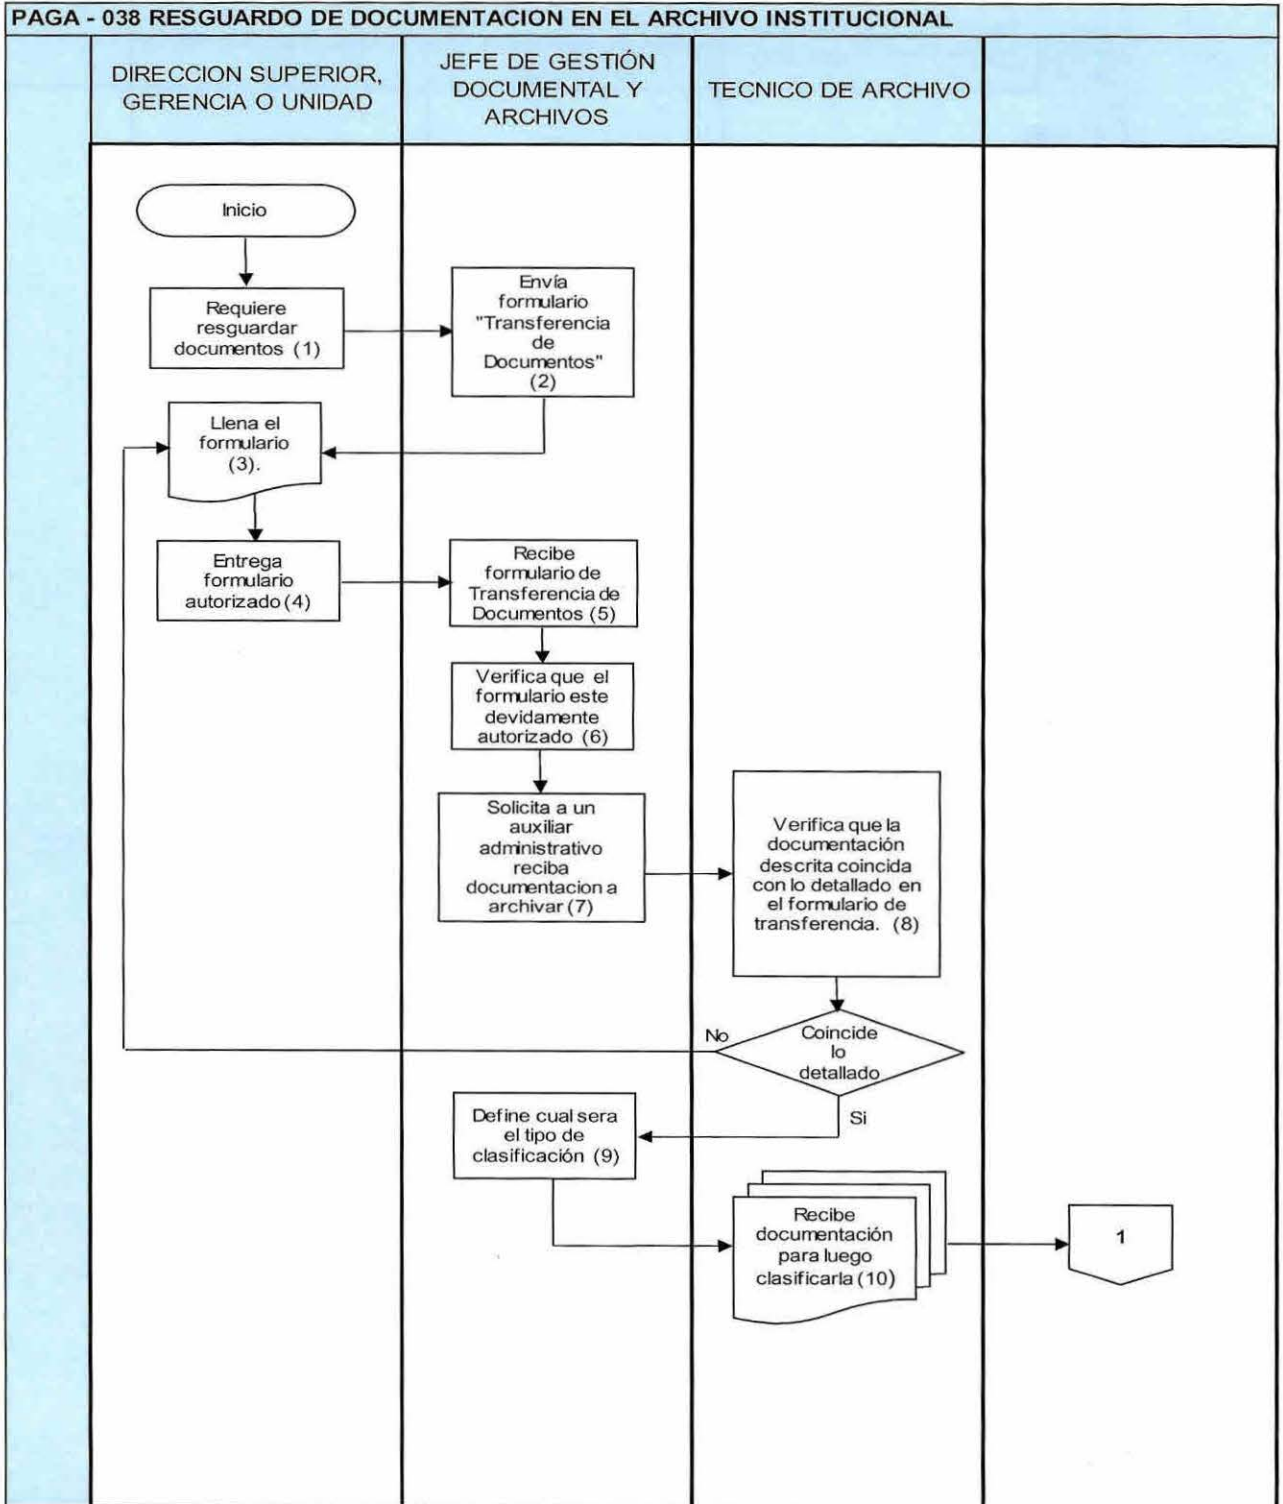 PAGA - 038 RESGUARDO DE DOCUMENTACION EN EL ARCHIVO INSTITUCIONAL
DIRECCION SUPERIOR,
GERENCIA O UNIDAD
JEFE DE GESTIÓN
DOCUMENTAL Y
ARCHIVOS
TECNICO DE ARCHIVO
Inicio
Requiere
resguardar
documentos (1)
Envía
formulario
"Transferencia
de
Documentos"
(2)
Llena el
formulario
(3).
Entrega
formulario
autorizado (4)
Recibe
formulario de
Transferencia de
Documentos (5)
Verifica que el
formulario este
devidamente
autorizado (6)
Solicita a un
auxiliar
administrativo
reciba
documentacion a
archivar (7)
Verifica que la
documentación
descrita coincida
con lo detallado en
el formulario de
transferencia. (8)
No
Coincide
lo
detallado
Si
Define cual sera
el tipo de
clasificación (9)
Recibe
documentación
para luego
clasificarla (10)
1